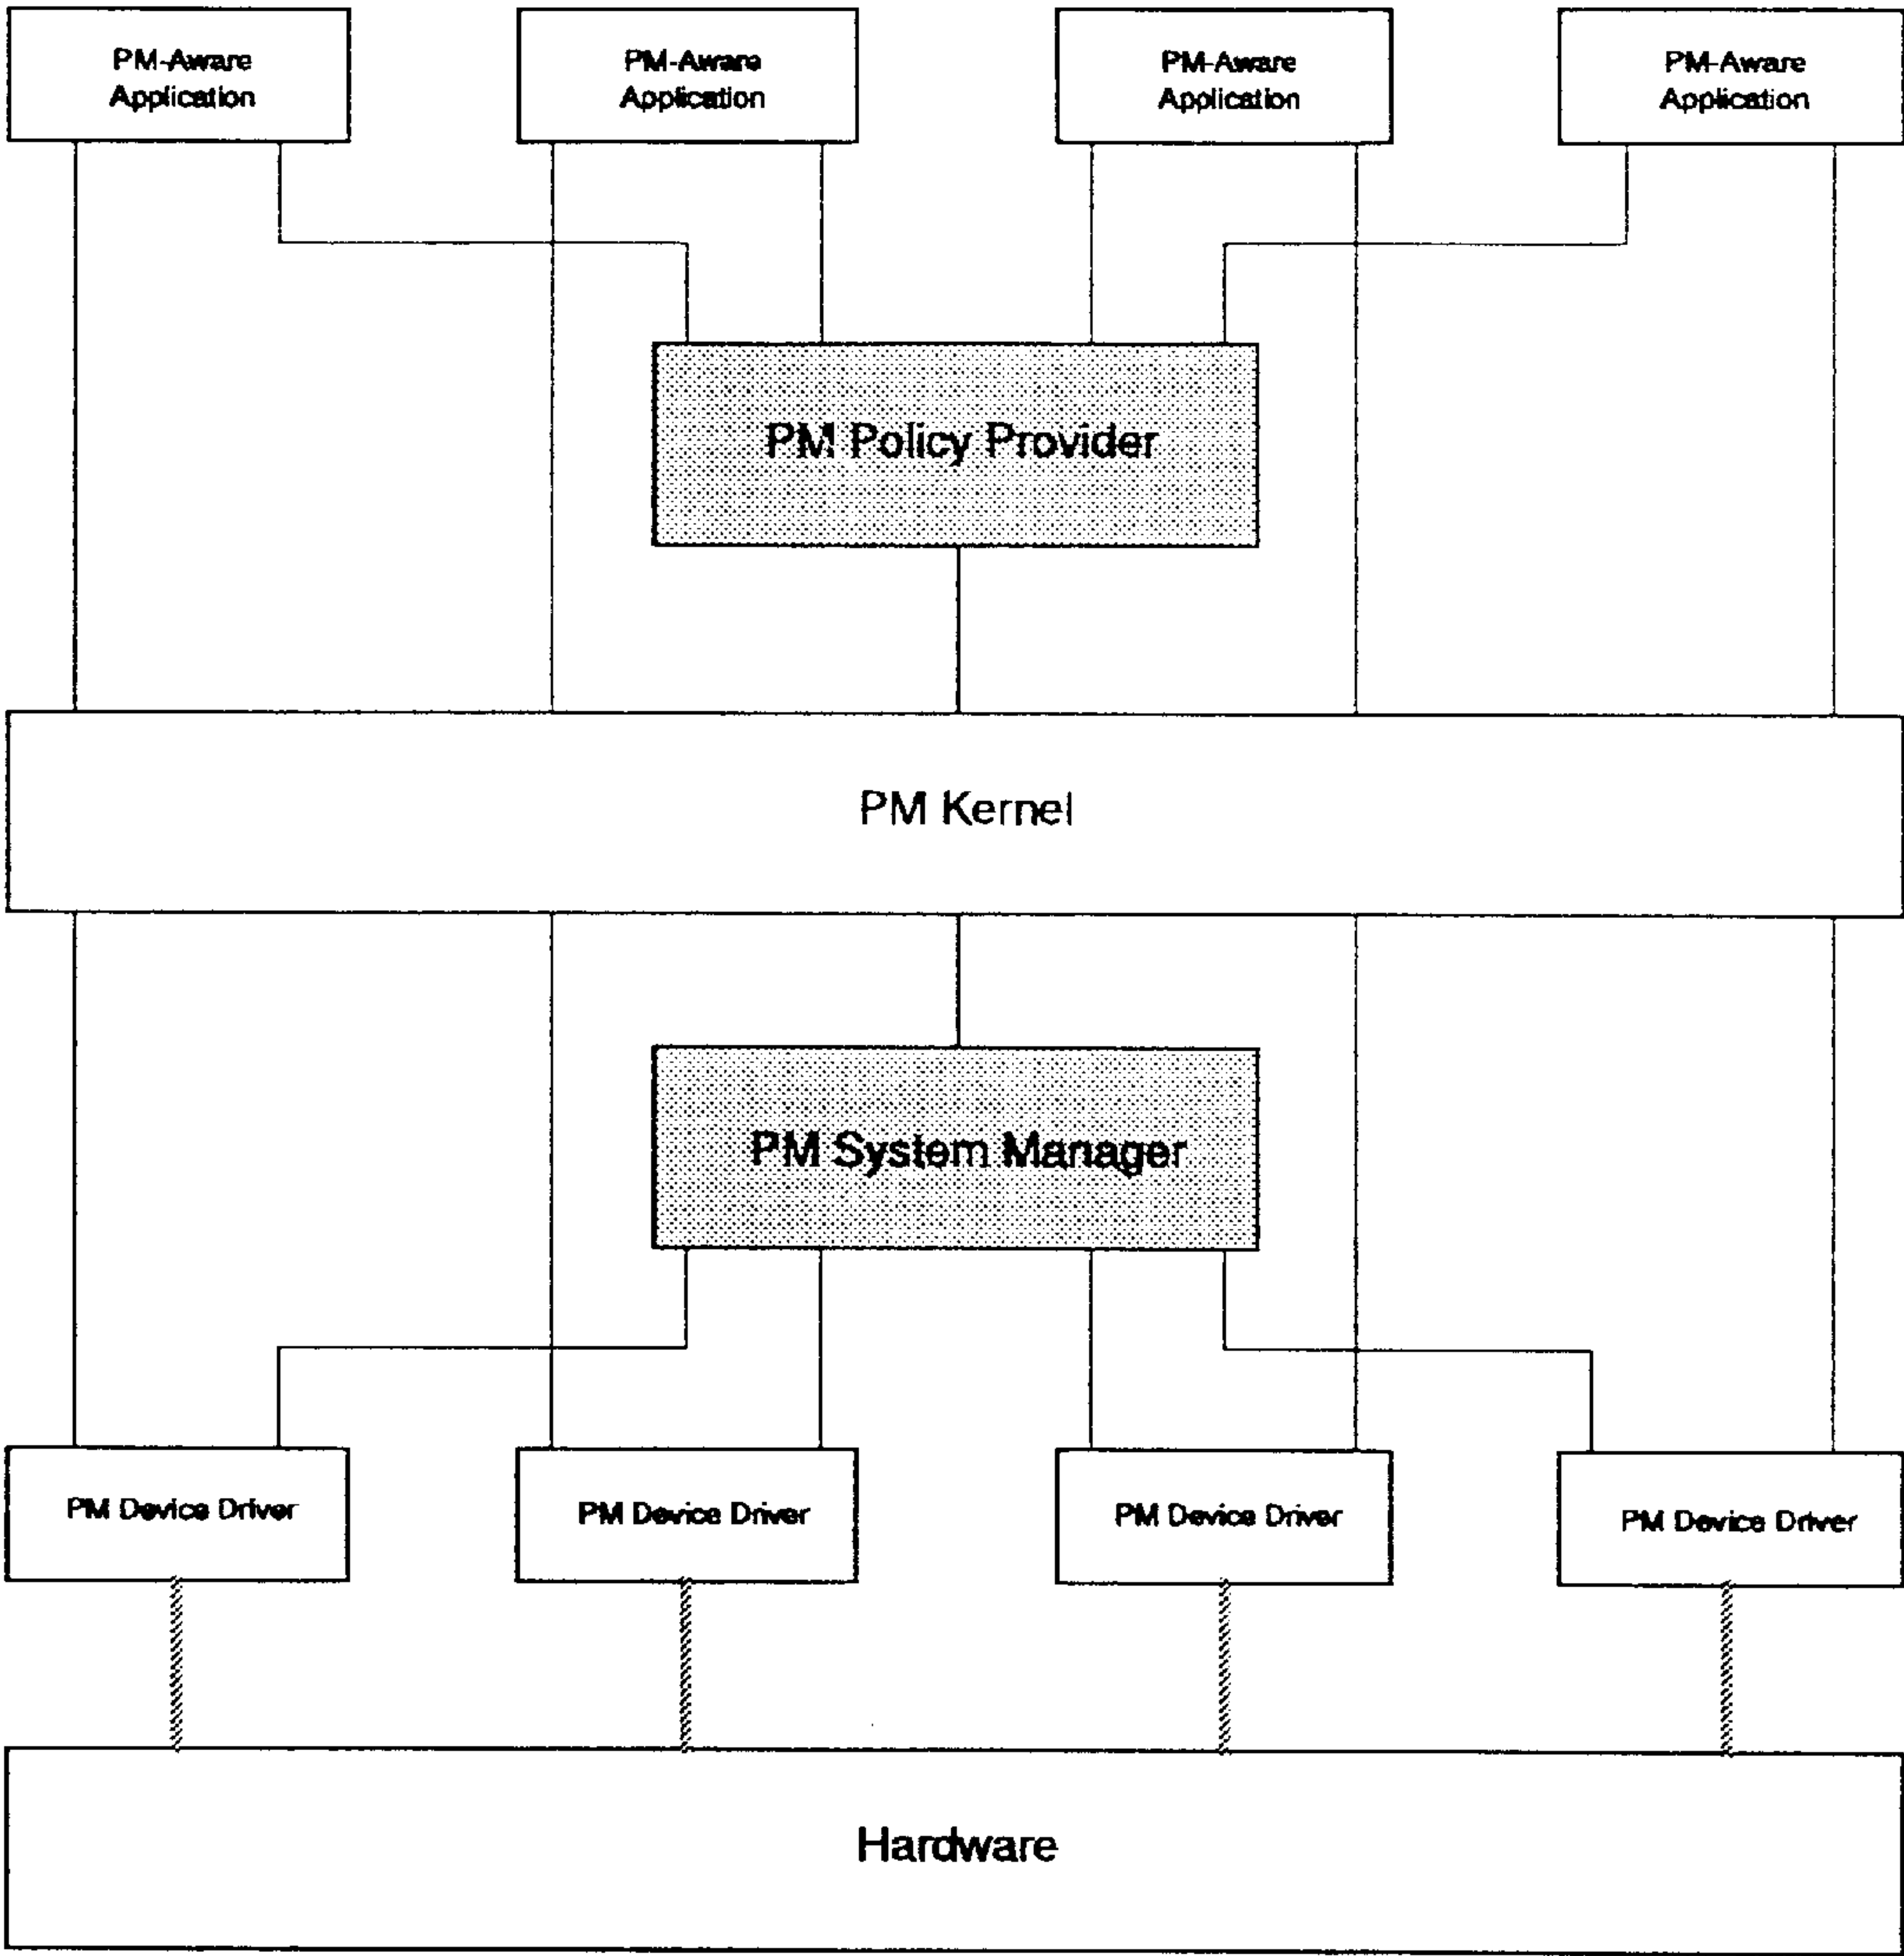 PM-Aware
Application
PM-Aware
Application
PM-Aware
Application
PM-Aware
Application
PM Policy Provider
PM Kernel
PM System Manager
PM Device Driver
PM Device Driver
PM Device Driver
PM Device Driver
Hardware